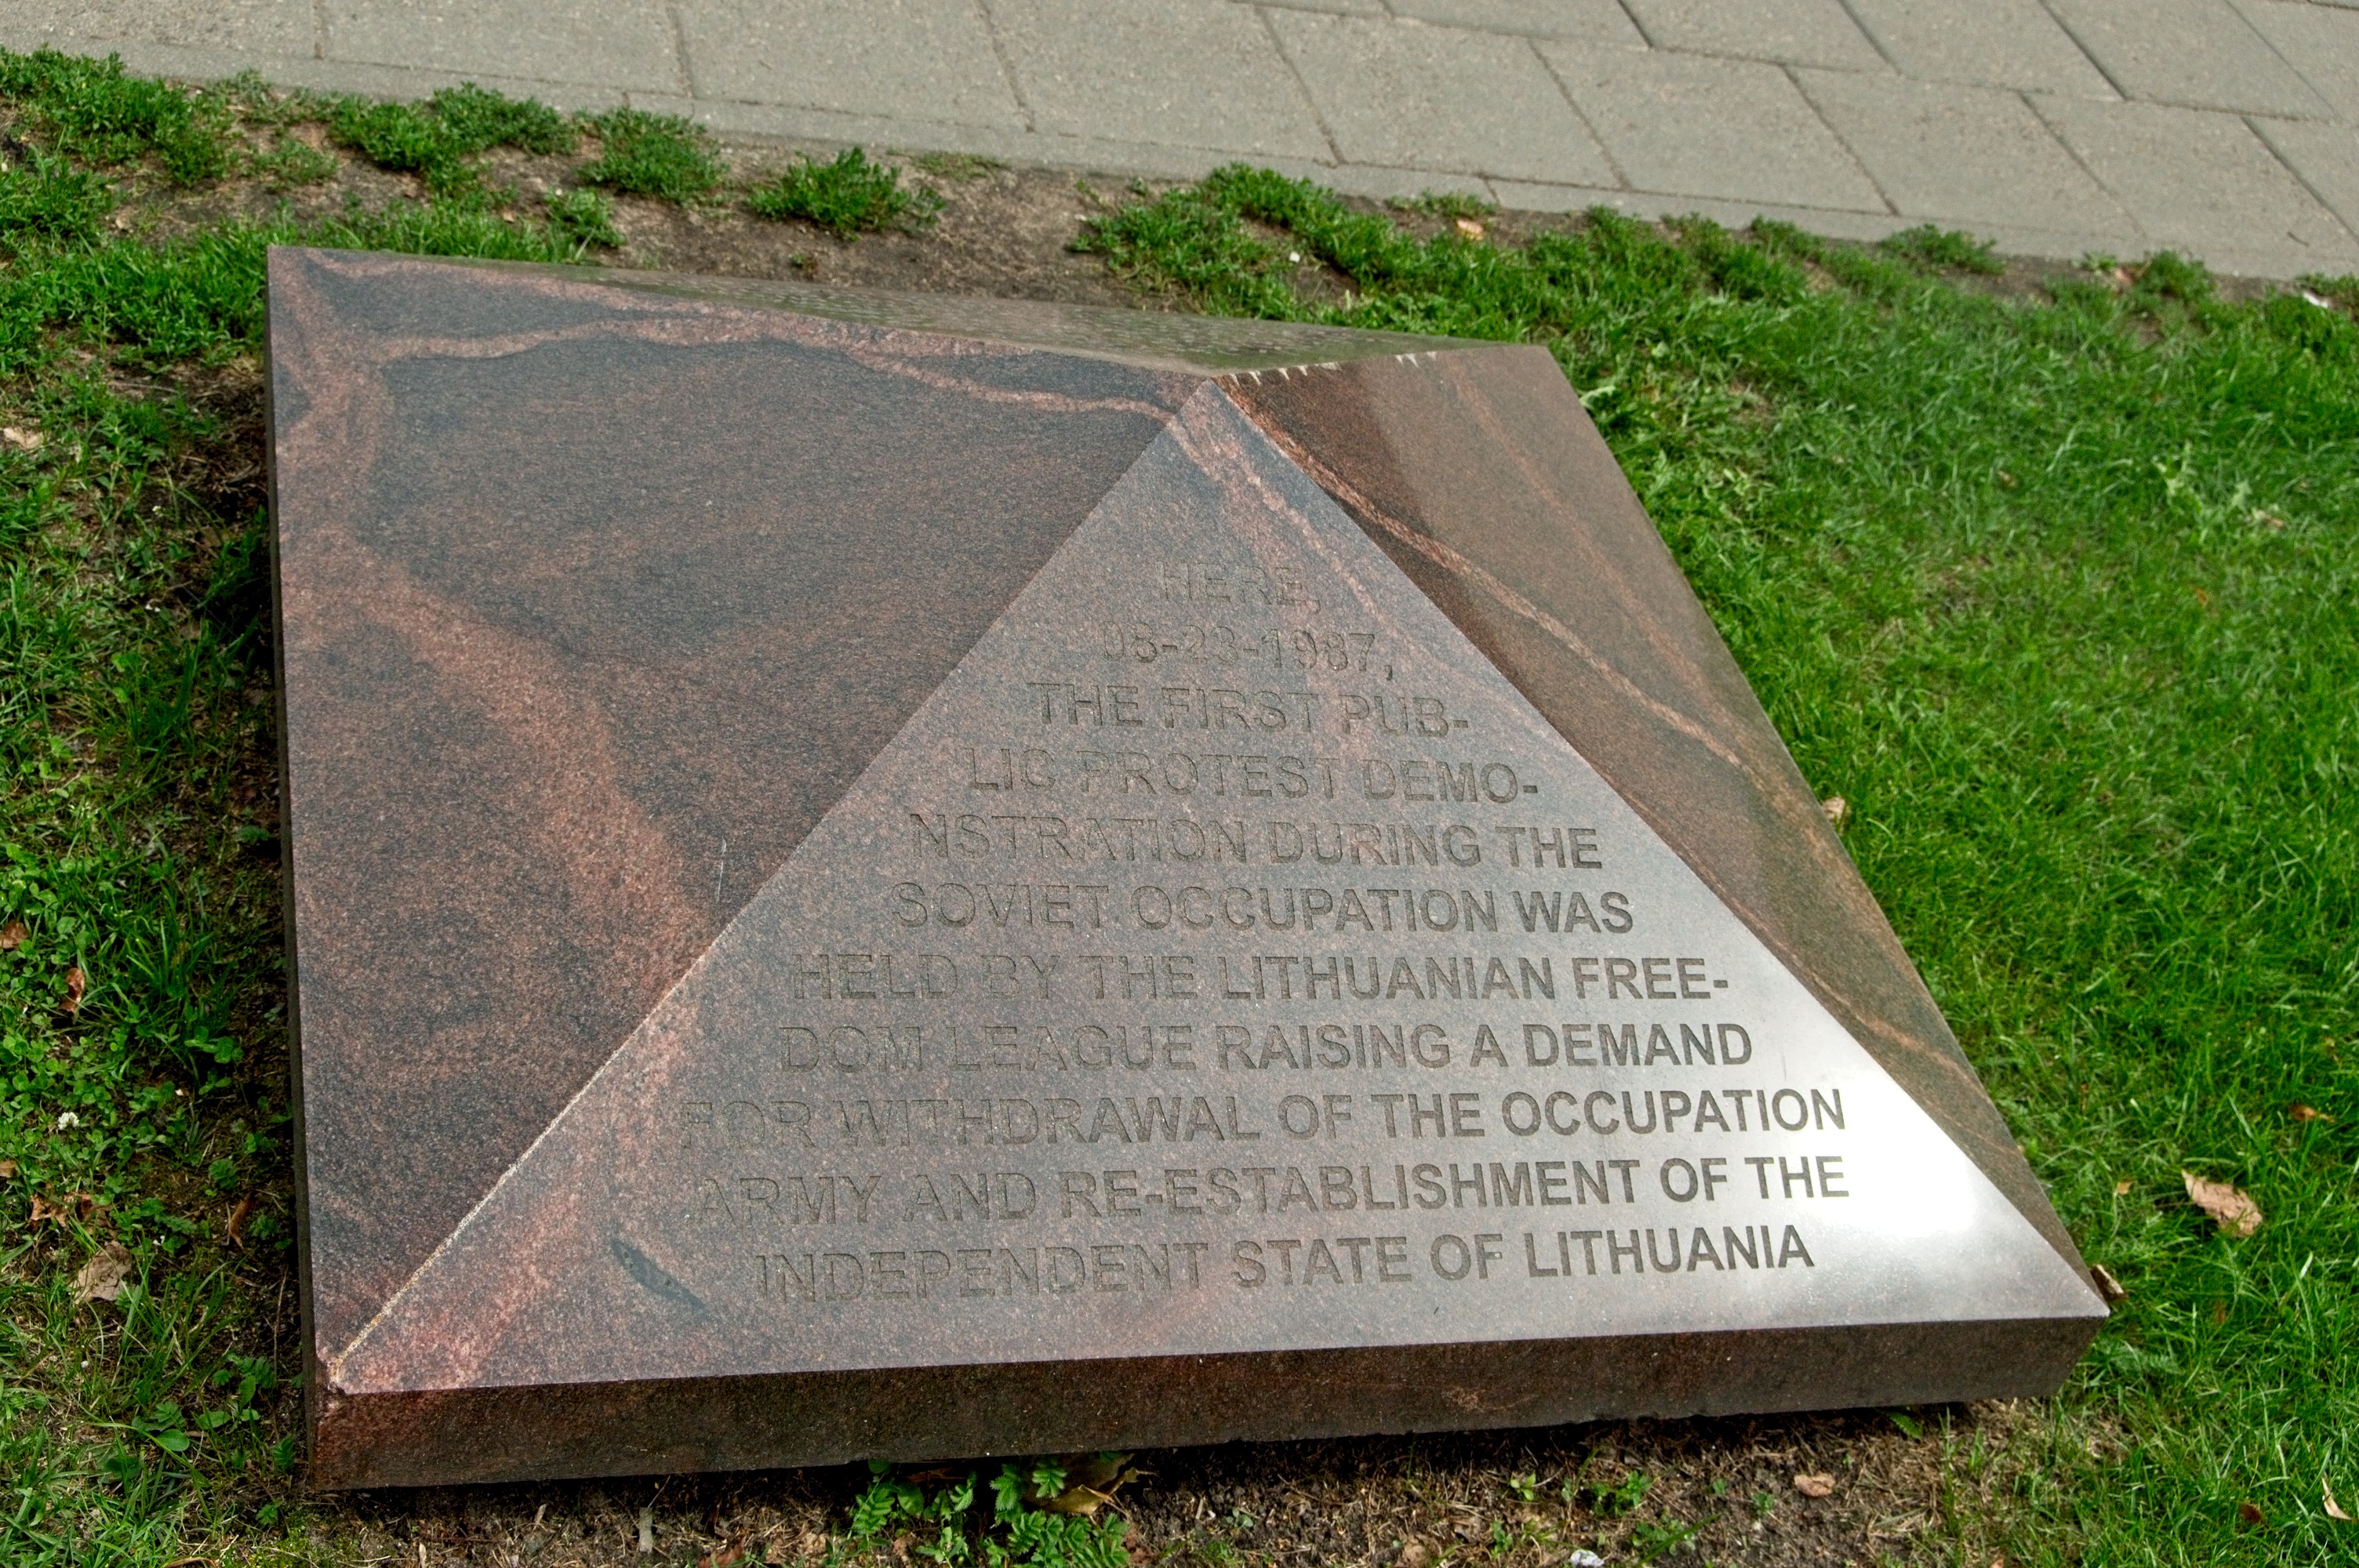 HERE,
08-23-1987,
THE FIRST PUB-
LIC PROTEST DEMO-
NSTRATION DURING THE
SOVIET OCCUPATION WAS
HELD BY THE LITHUANIAN FREE-
DOM LEAGUE RAISING A DEMAND
FOR WITHDRAWAL OF THE OCCUPATION
ARMY AND RE-ESTABLISHMENT OF THE
INDEPENDENT STATE OF LITHUANIA